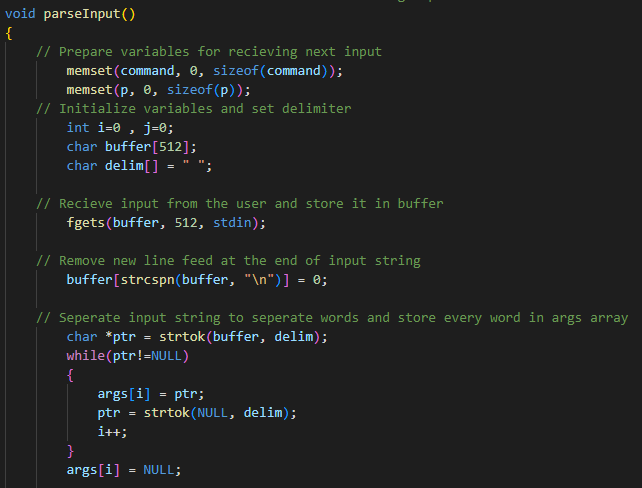 void parseInput()
{
// Prepare variables for recieving next input
memset(command, 0, sizeof(command));
memset(p, 0, sizeof(p));
// Initialize variables and set delimiter
int i=0 , j=0;
char buffer[512];
char delim[] = " ";
// Recieve input from the user and store it in buffer
fgets(buffer, 512, stdin);
// Remove new line feed at the end of input string
buffer[strcspn(buffer, "\n")] = 0;
// Seperate input string to seperate words and store every word in args array
char *ptr = strtok(buffer, delim);
while(ptr!=NULL)
{
args[i] = ptr;
ptr = strtok(NULL, delim);
i++;
}
args[i] = NULL;